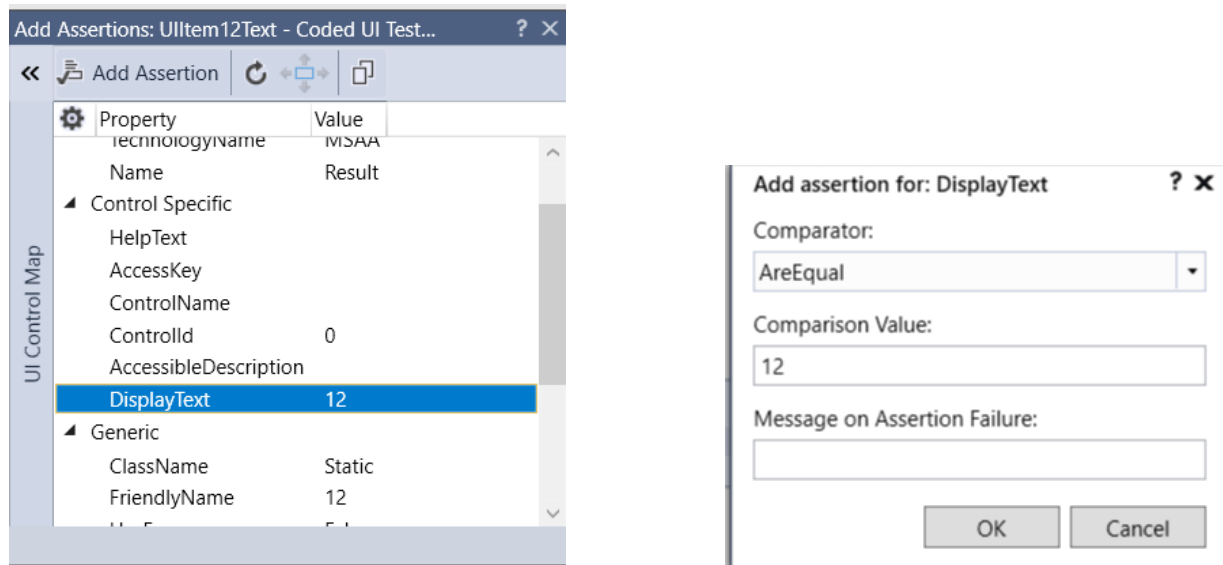 Add Assertions: UIItem12Text - Coded UI Test... ? ×
« Add Assertion
UI Control Map
Property Value
TechnologyName MSAA
Name Result
Control Specific
HelpText
AccessKey
ControlName
ControlId 0
AccessibleDescription
DisplayText 12
Generic
ClassName Static
FriendlyName 12
Add assertion for: DisplayText ? ×
Comparator:
AreEqual
Comparison Value:
12
Message on Assertion Failure:
OK Cancel